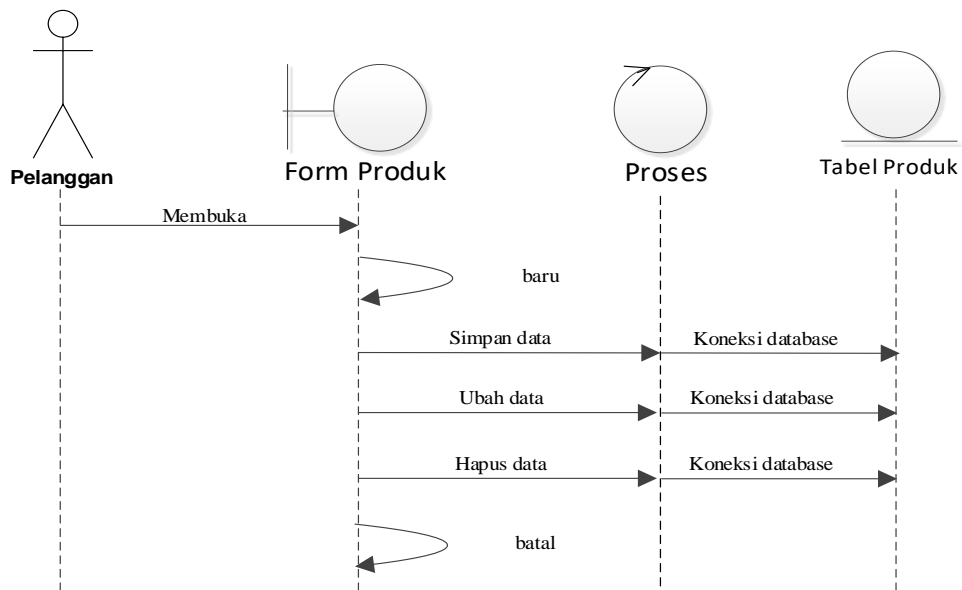 Pelanggan
Form Produk
Proses
Tabel Produk
Membuka
baru
Simpan data
Koneksi database
Ubah data
Koneksi database
Hapus data
Koneksi database
batal